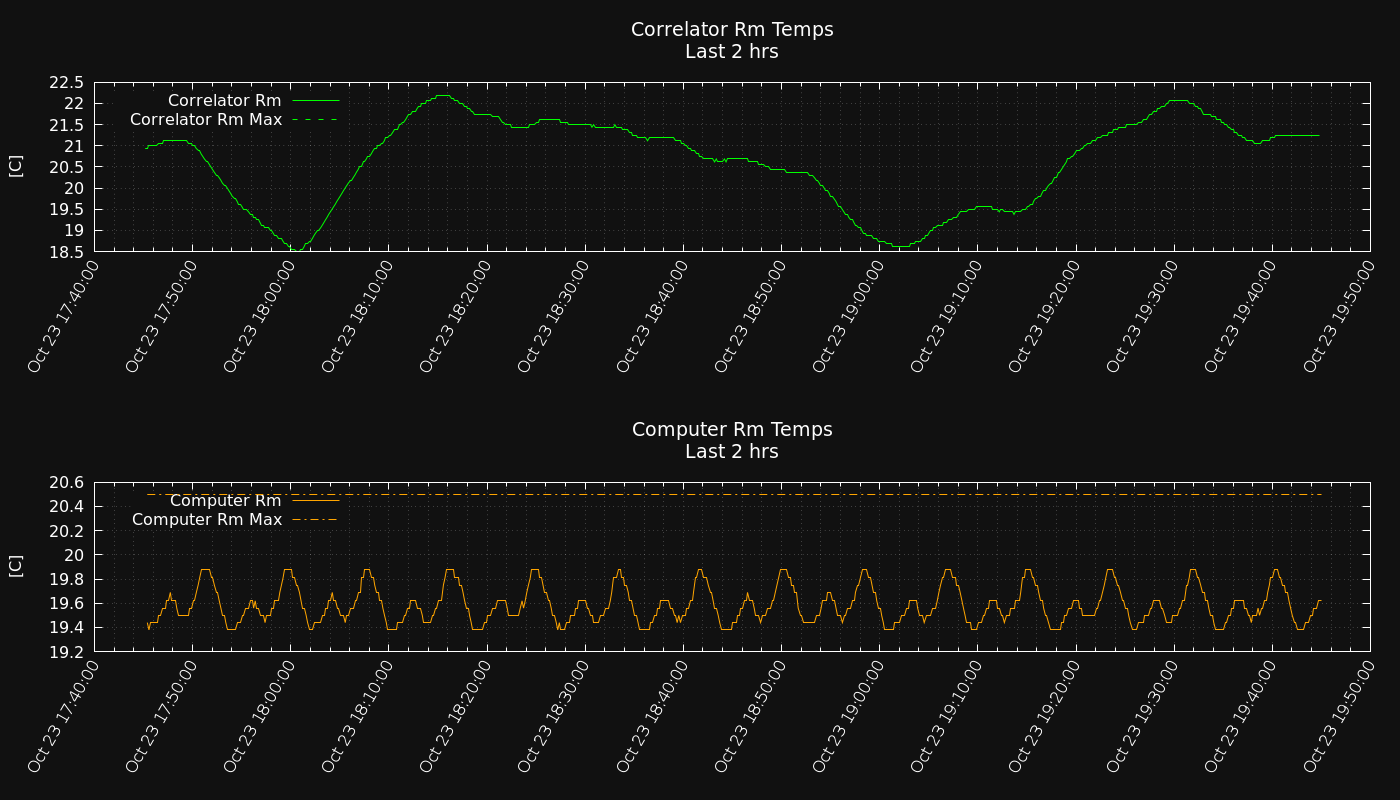 Correlator Rm Temps
Last 2 hrs
22.5
22
21.5
21
20.5
20
19.5
19
18.5
[C]
Correlator Rm
Correlator Rm Max
Oct 23 17:40:00
Oct 23 17:50:00
Oct 23 18:00:00
Oct 23 18:10:00
Oct 23 18:20:00
Oct 23 18:30:00
Oct 23 18:40:00
Oct 23 18:50:00
Oct 23 19:00:00
Oct 23 19:10:00
Oct 23 19:20:00
Oct 23 19:30:00
Oct 23 19:40:00
Oct 23 19:50:00
Computer Rm Temps
Last 2 hrs
20.6
20.4
20.2
20
19.8
19.6
19.4
19.2
[C]
Computer Rm
Computer Rm Max
Oct 23 17:40:00
Oct 23 17:50:00
Oct 23 18:00:00
Oct 23 18:10:00
Oct 23 18:20:00
Oct 23 18:30:00
Oct 23 18:40:00
Oct 23 18:50:00
Oct 23 19:00:00
Oct 23 19:10:00
Oct 23 19:20:00
Oct 23 19:30:00
Oct 23 19:40:00
Oct 23 19:50:00